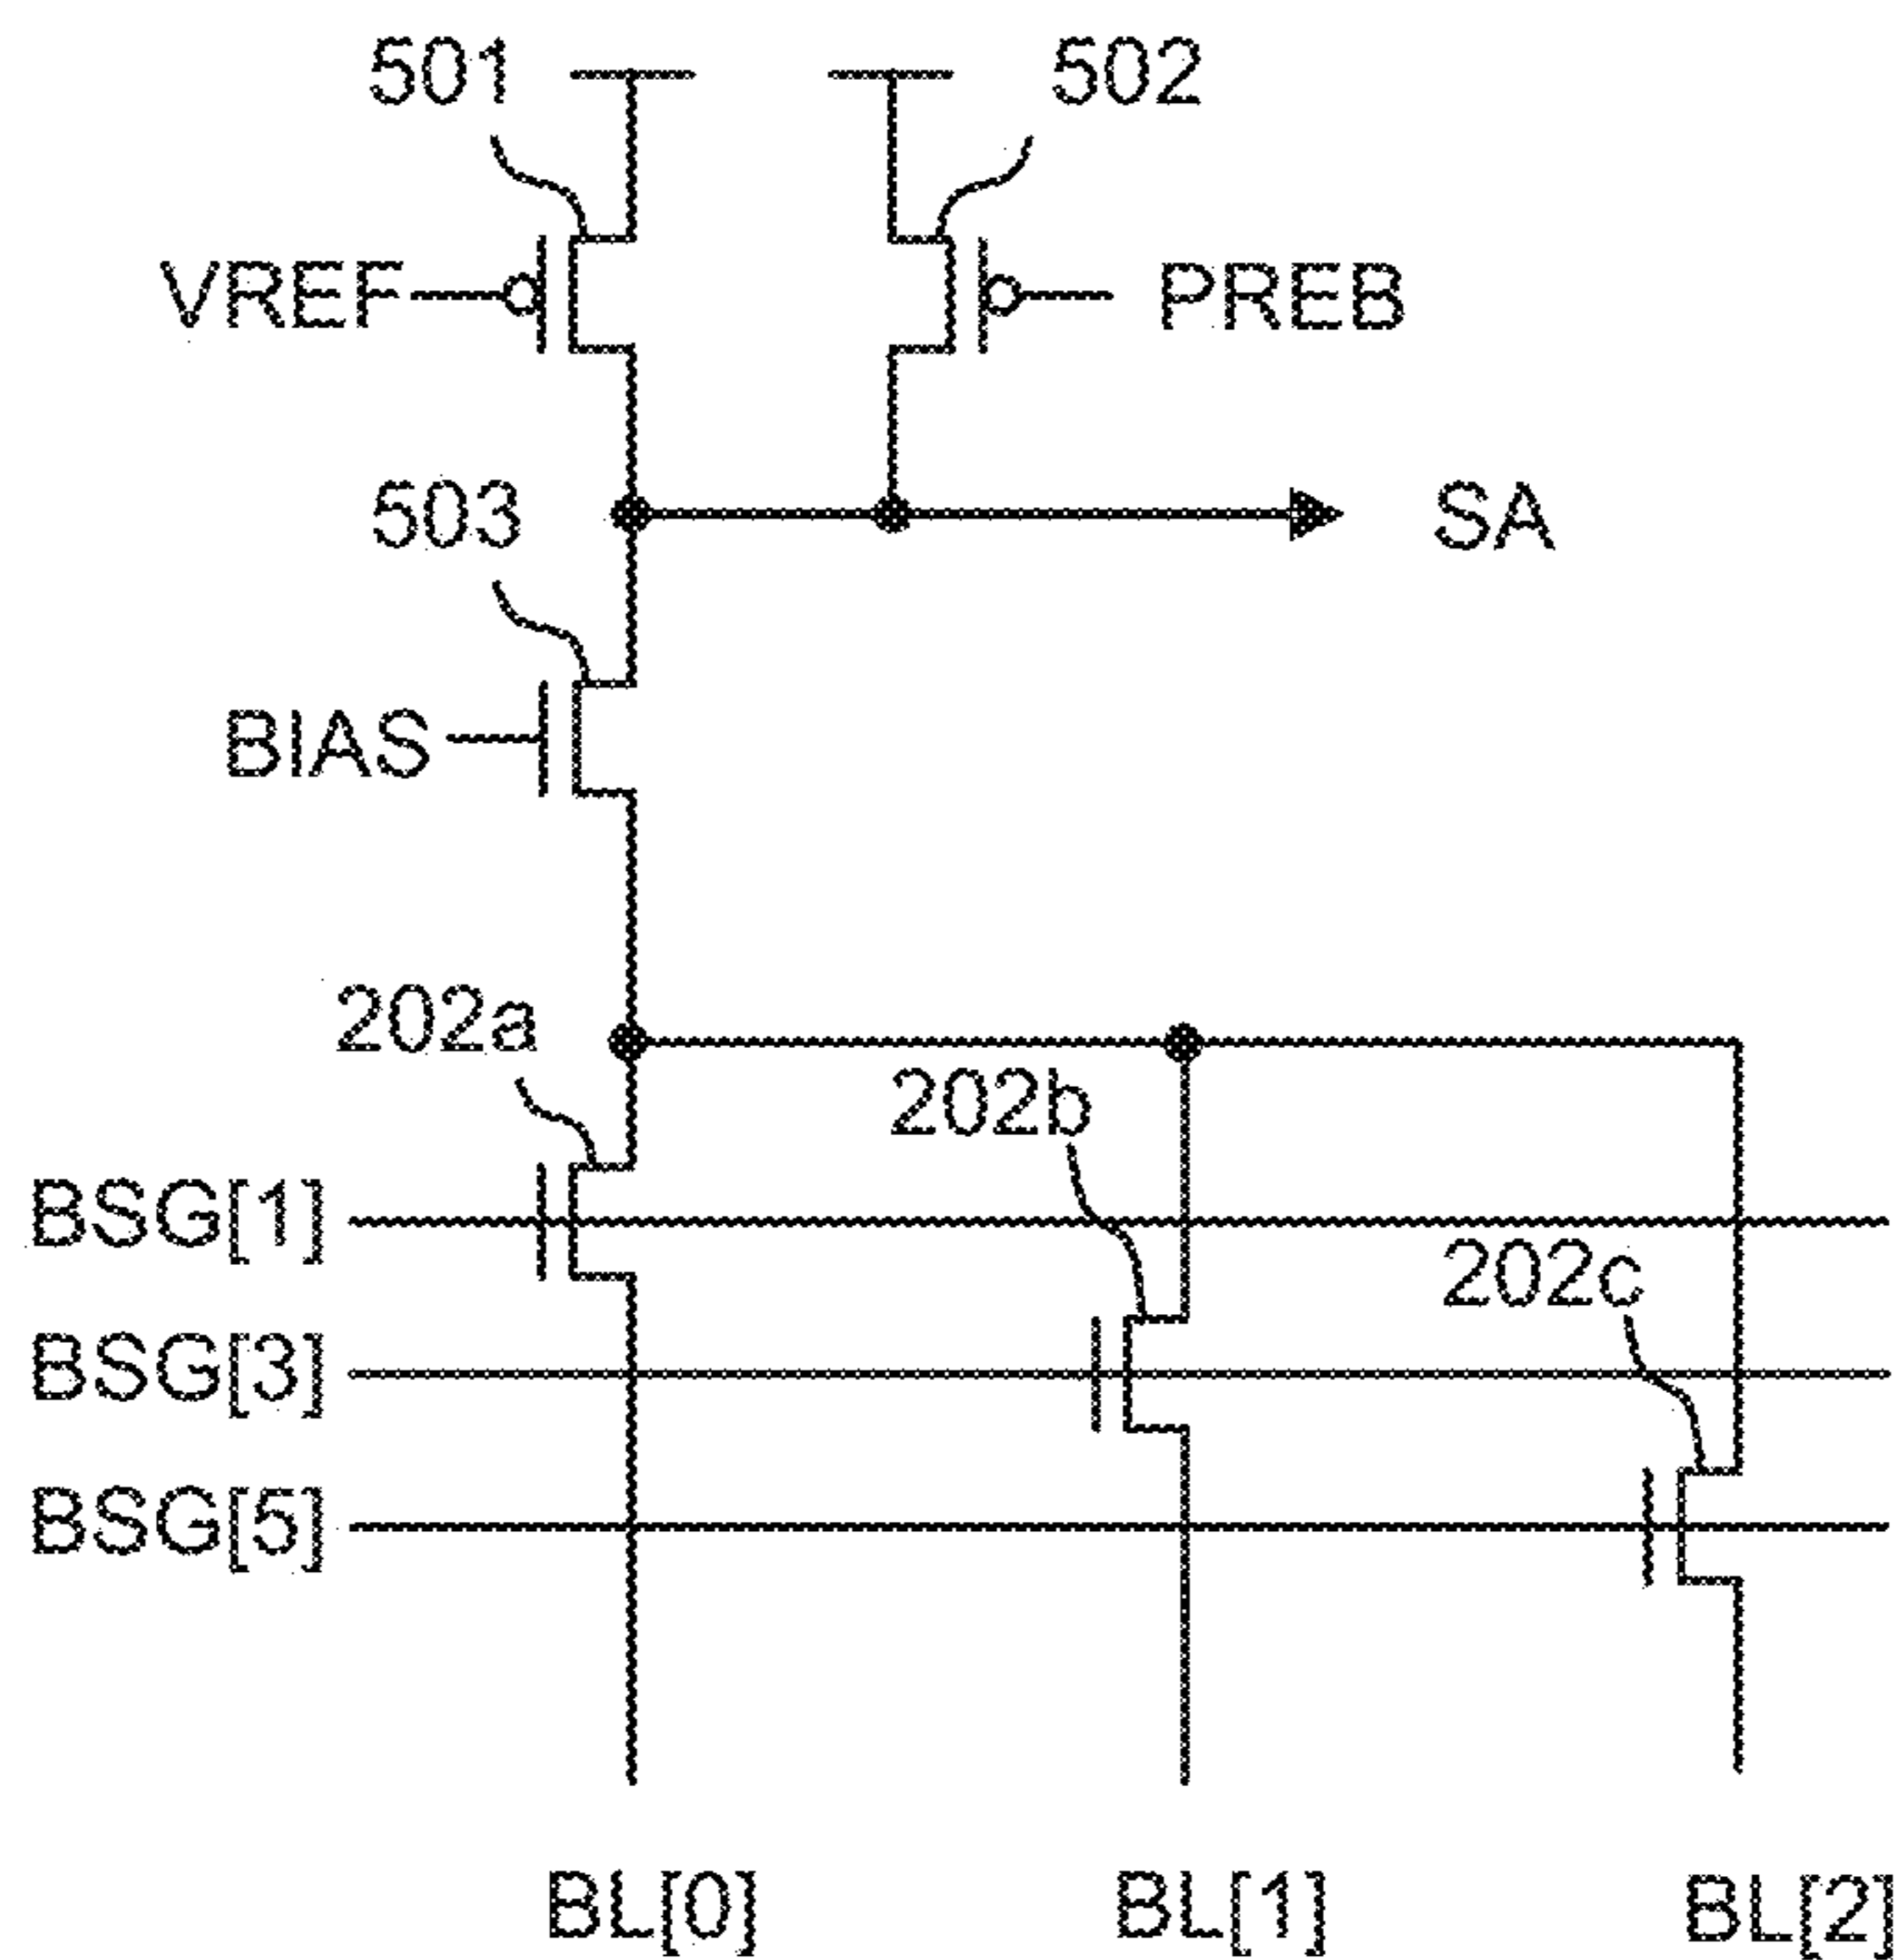 501
502
VREF
PREB
503
SA
BIAS
202a
202b
BSG[1]
202c
BSG[3]
BSG[5]
BL[0]
BL[1]
BL[2]